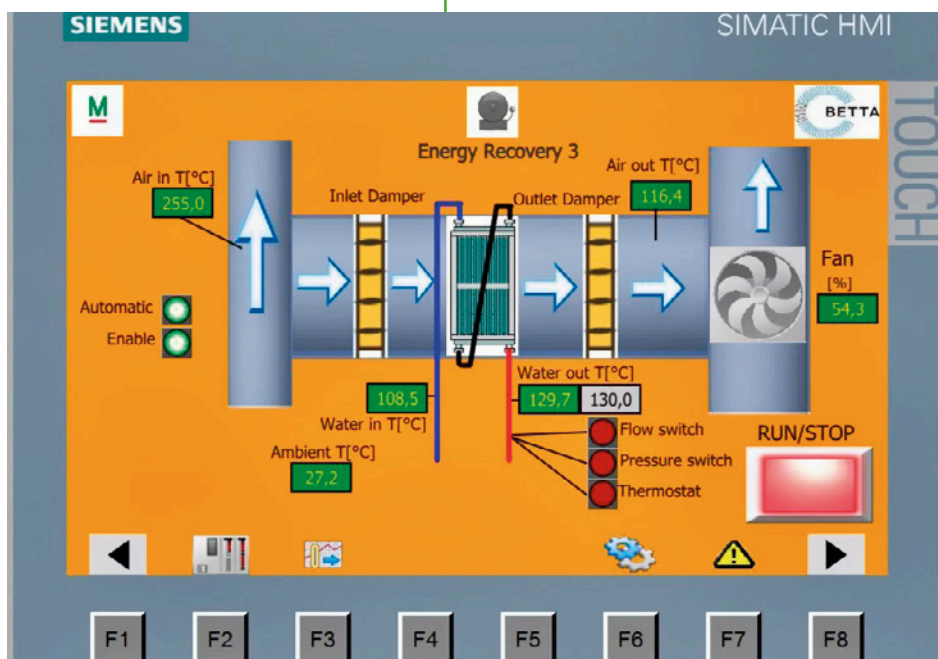 SIEMENS
SIMATIC HMI
TOUCH
M
BETTA
Energy Recovery 3
Air in T[°C]
255,0
Inlet Damper
Outlet Damper
Air out T[°C]
116,4
Fan
[%]
54,3
Automatic
Enable
108,5
Water in T[°C]
Water out T[°C]
129,7
130,0
Ambient T[°C]
27,2
Flow switch
Pressure switch
Thermostat
RUN/STOP
F1
F2
F3
F4
F5
F6
F7
F8